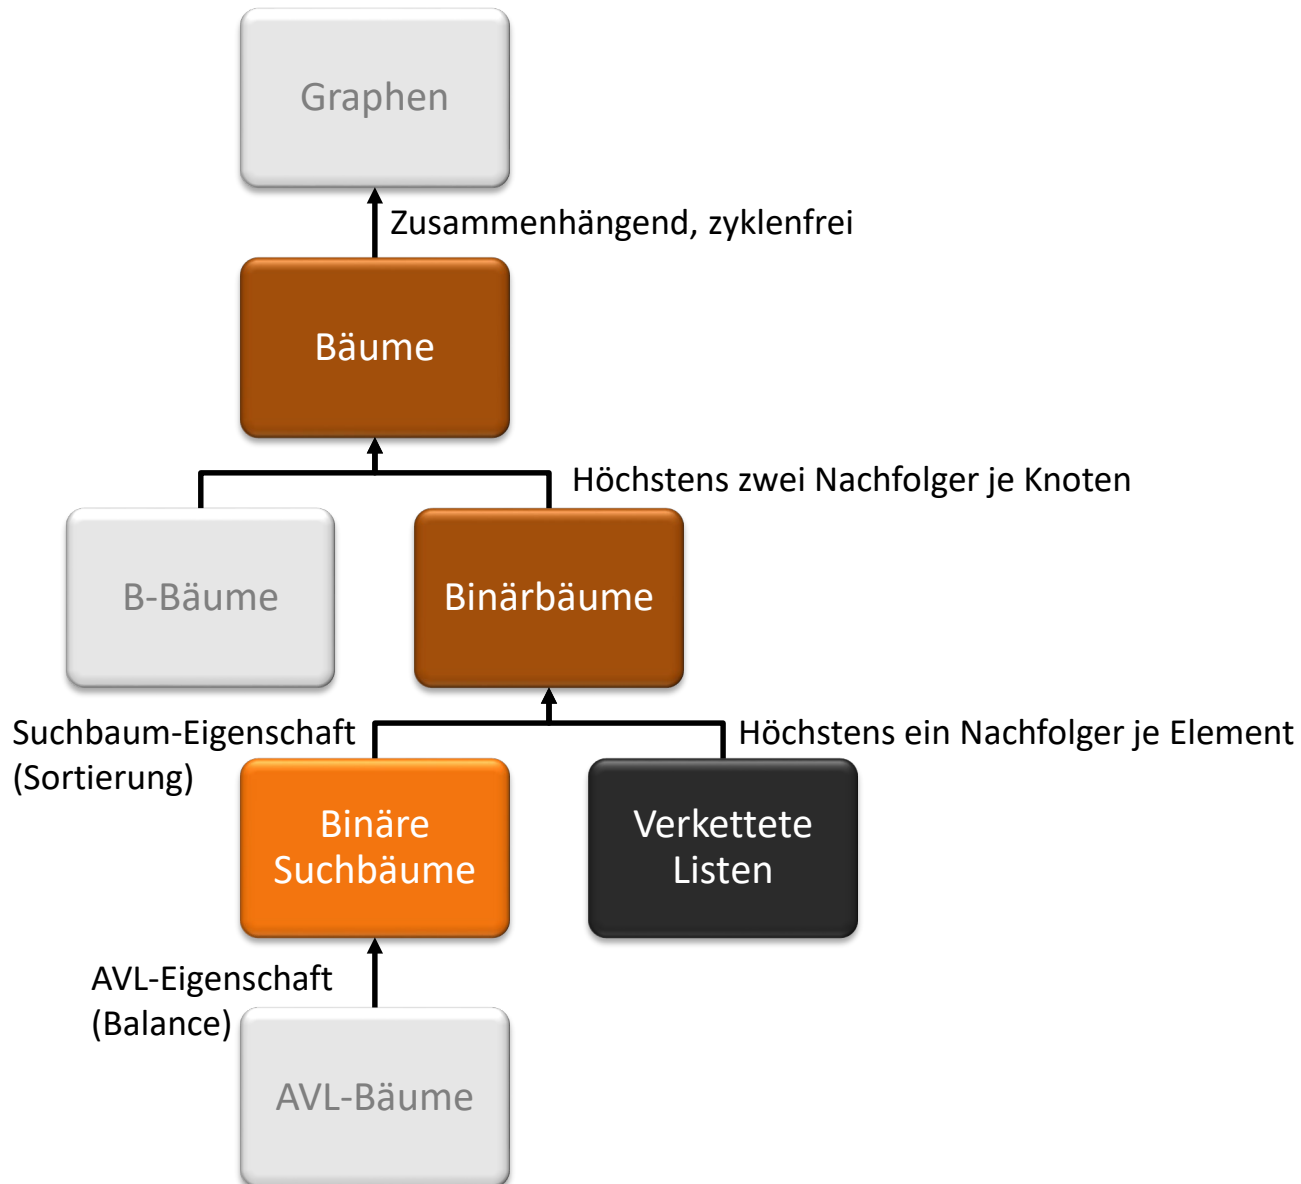 Graphen
Zusammenhängend, zyklenfrei
Bäume
Höchstens zwei Nachfolger je Knoten
B-Bäume
Binärbäume
Suchbaum-Eigenschaft
(Sortierung)
Höchstens ein Nachfolger je Element
Binäre
Suchbäume
Verkettete
Listen
AVL-Eigenschaft
(Balance)
AVL-Bäume